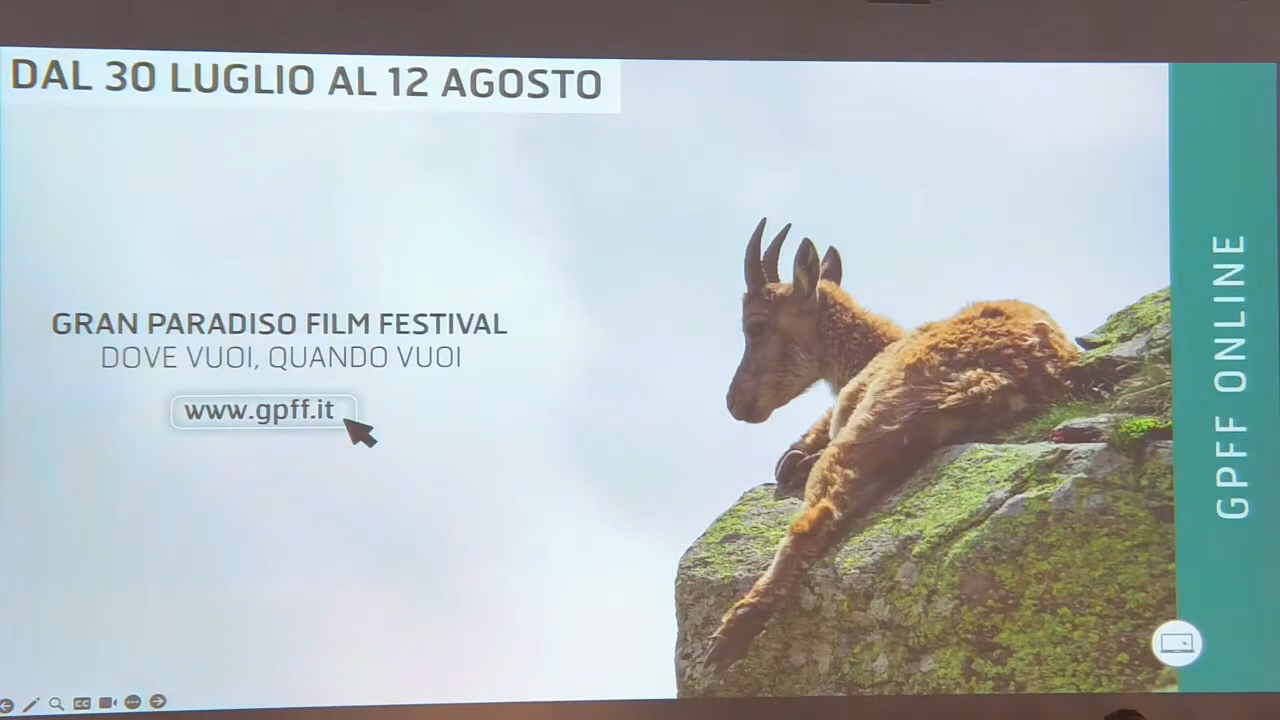 DAL 30 LUGLIO AL 12 AGOSTO
GRAN PARADISO FILM FESTIVAL
DOVE VUOI, QUANDO VUOI
www.gpff.it
GPFF ONLINE
CC